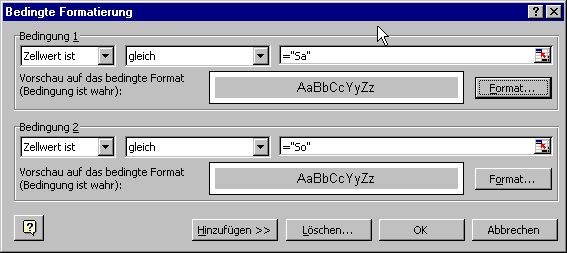 Bedingte Formatierung
Bedingung 1
Zellwert ist gleich ="Sa"
Vorschau auf das bedingte Format
(Bedingung ist wahr):
AaBbCcYyZz
Format...
Bedingung 2
Zellwert ist gleich ="So"
Vorschau auf das bedingte Format
(Bedingung ist wahr):
AaBbCcYyZz
Format...
Hinzufügen >> Löschen... OK Abbrechen